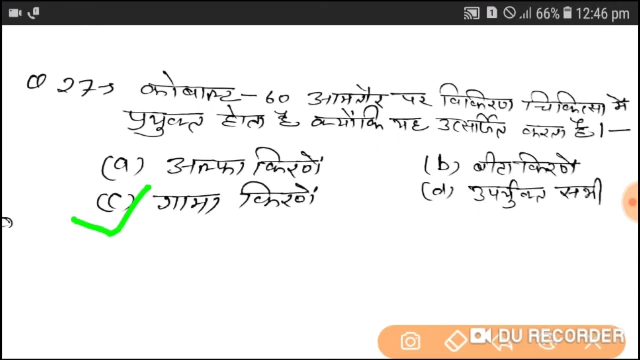 66% 12:46 pm
Q 27→ कोबाल्ट-60 आमतौर पर विकिरण चिकित्सा में
प्रयुक्त होता है क्योंकि यह उत्सर्जित करता है।—
(a) अल्फा किरणें (b) बीटा किरणें
(c) गामा किरणें (d) उपर्युक्त सभी
DU RECORDER